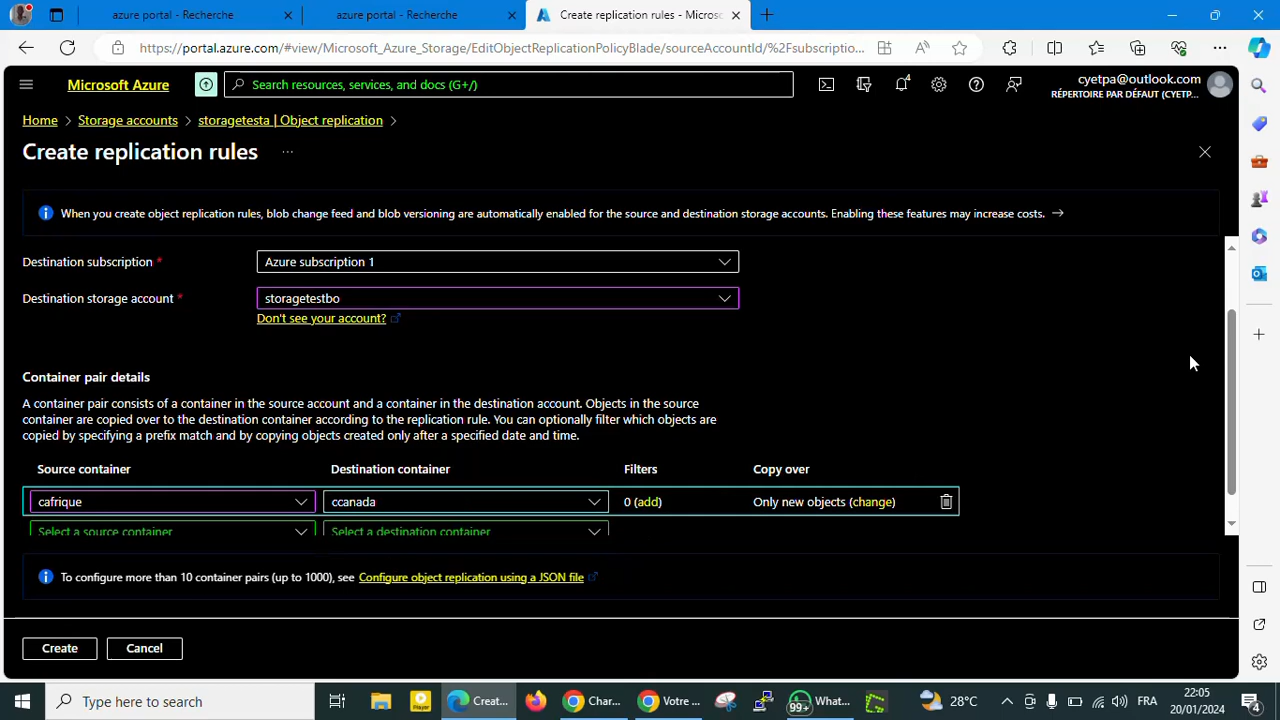 azure portal - Recherche
azure portal - Recherche
Create replication rules - Microsc
https://portal.azure.com/#view/Microsoft_Azure_Storage/EditObjectReplicationPolicyBlade/sourceAccountId/%2Fsubscriptio...
Microsoft Azure
Search resources, services, and docs (G+/)
4
cyetpa@outlook.com
RÉPERTOIRE PAR DÉFAUT (CYETP...
Home > Storage accounts > storagetesta | Object replication >
Create replication rules ...
When you create object replication rules, blob change feed and blob versioning are automatically enabled for the source and destination storage accounts. Enabling these features may increase costs. →
Destination subscription *
Azure subscription 1
Destination storage account *
storagetestbo
Don't see your account?
Container pair details
A container pair consists of a container in the source account and a container in the destination account. Objects in the source
container are copied over to the destination container according to the replication rule. You can optionally filter which objects are
copied by specifying a prefix match and by copying objects created only after a specified date and time.
Source container Destination container Filters Copy over
cafrique ccanada 0 (add) Only new objects (change)
Select a source container Select a destination container
To configure more than 10 container pairs (up to 1000), see Configure object replication using a JSON file
Create Cancel
Type here to search
Player
Creat...
Char...
Votre ...
99+
What...
28°C
FRA
22:05
20/01/2024
4